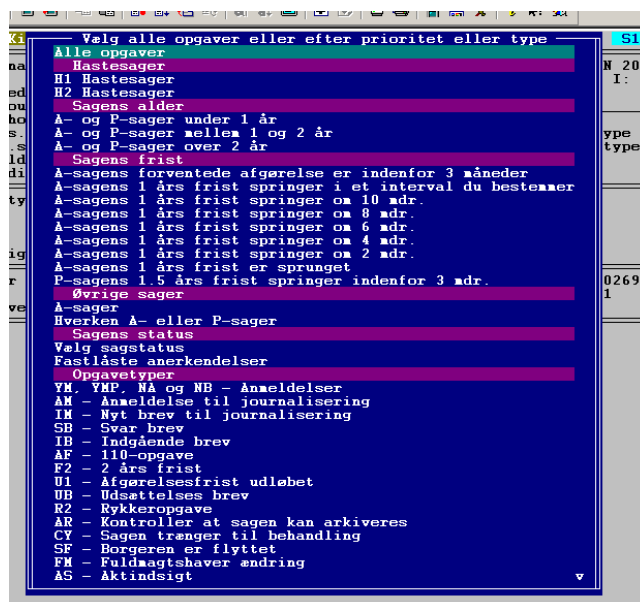 Vælg alle opgaver eller efter prioritet eller type
S1
Alle opgaver
Hastesager
N 20
H1 Hastesager
I:
H2 Hastesager
Sagens alder
A- og P-sager under 1 år
A- og P-sager mellem 1 og 2 år
ype
A- og P-sager over 2 år
type
Sagens frist
A-sagens forventede afgørelse er indenfor 3 måneder
A-sagens 1 års frist springer i et interval du bestemmer
A-sagens 1 års frist springer om 10 mdr.
A-sagens 1 års frist springer om 8 mdr.
A-sagens 1 års frist springer om 6 mdr.
A-sagens 1 års frist springer om 4 mdr.
A-sagens 1 års frist springer om 2 mdr.
A-sagens 1 års frist er sprunget
P-sagens 1.5 års frist springer indenfor 3 mdr.
0269
Øvrige sager
1
A-sager
Hverken A- eller P-sager
Sagens status
Vælg sagstatus
Fastlåste anerkendelser
Opgavetyper
YM, YMP, NA og NB - Anmeldelser
AM - Anmeldelse til journalisering
IM - Nyt brev til journalisering
SB - Svar brev
IB - Indgående brev
AF - 110-opgave
F2 - 2 års frist
U1 - Afgørelsesfrist udløbet
UB - Udsættelses brev
R2 - Rykkeropgave
AR - Kontroller at sagen kan arkiveres
CY - Sagen trænger til behandling
SF - Borgeren er flyttet
FM - Fuldmagtshaver ændring
AS - Aktindsigt